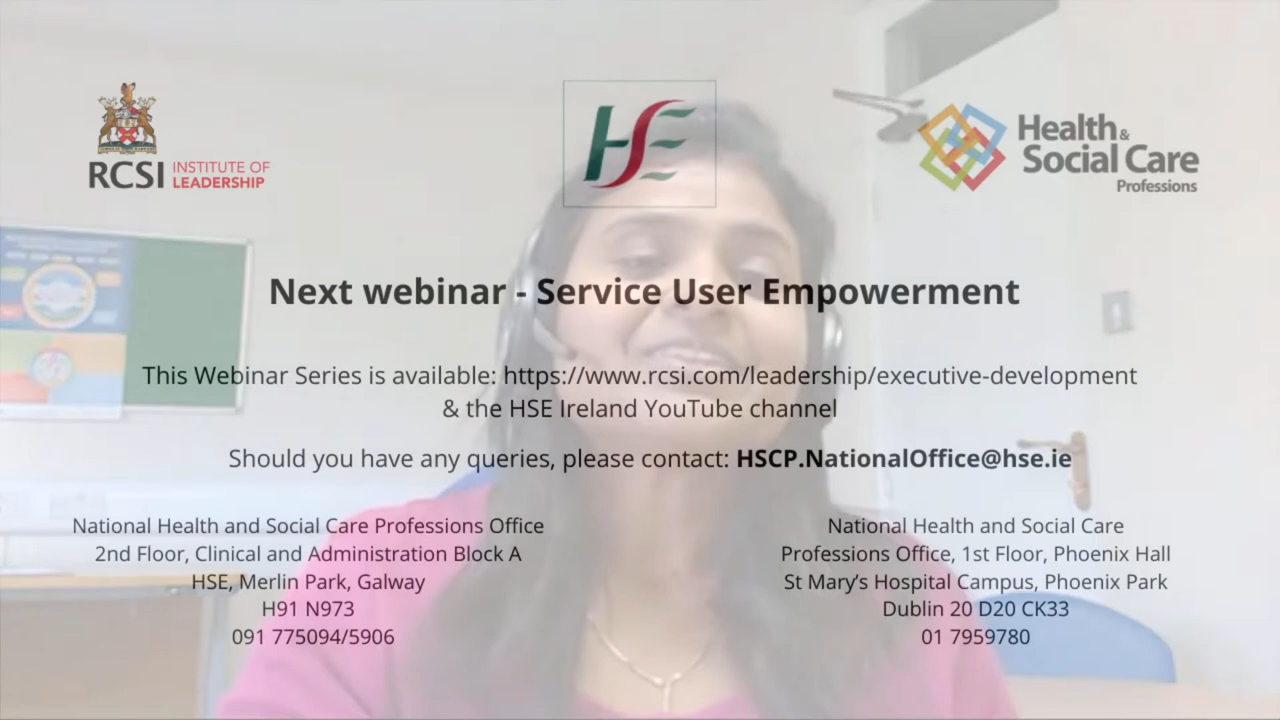 RCSI INSTITUTE OF
LEADERSHIP
HSE
Health &
Social Care
Professions
Next webinar - Service User Empowerment
This Webinar Series is available: https://www.rcsi.com/leadership/executive-development
& the HSE Ireland YouTube channel
Should you have any queries, please contact: HSCP.NationalOffice@hse.ie
National Health and Social Care Professions Office
2nd Floor, Clinical and Administration Block A
HSE, Merlin Park, Galway
H91 N973
091 775094/5906
National Health and Social Care
Professions Office, 1st Floor, Phoenix Hall
St Mary’s Hospital Campus, Phoenix Park
Dublin 20 D20 CK33
01 7959780